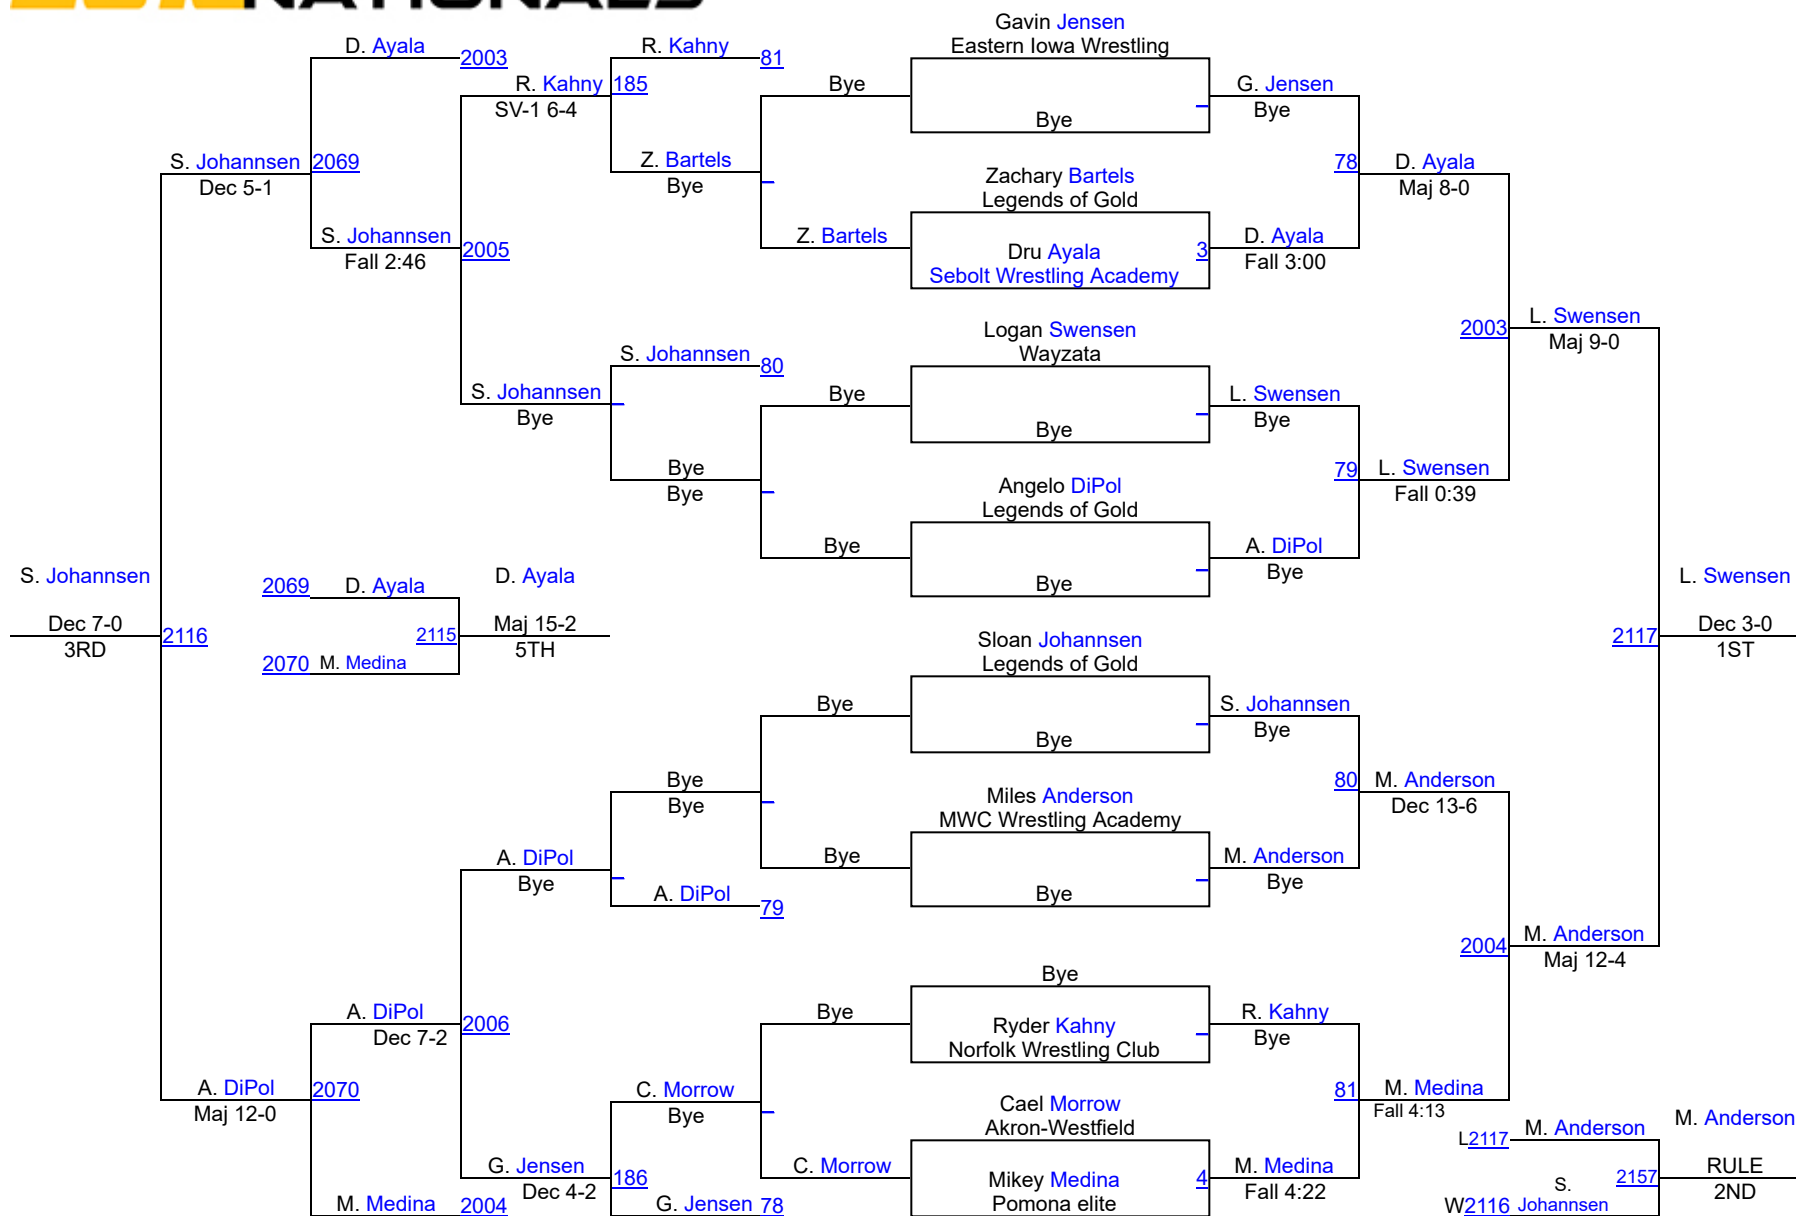 NATIONALS
Gavin Jensen
Eastern Iowa Wrestling
Bye
Zachary Bartels
Legends of Gold
Dru Ayala
Sebolt Wrestling Academy
3
Logan Swensen
Wayzata
Bye
Angelo DiPol
Legends of Gold
Bye
Sloan Johannsen
Legends of Gold
Bye
Miles Anderson
MWC Wrestling Academy
Bye
Bye
Ryder Kahny
Norfolk Wrestling Club
Cael Morrow
Akron-Westfield
Mikey Medina
Pomona elite
4
G. Jensen
Bye
78
D. Ayala
Fall 3:00
L. Swensen
Bye
79
A. DiPol
Bye
S. Johannsen
Bye
80
M. Anderson
Bye
R. Kahny
Bye
81
M. Medina
Fall 4:22
D. Ayala
Maj 8-0
2003
L. Swensen
Fall 0:39
M. Anderson
Dec 13-6
2004
M. Medina
Fall 4:13
L. Swensen
Maj 9-0
2117
M. Anderson
Maj 12-4
L. Swensen
Dec 3-0
1ST
L2117 M. Anderson
W2116 S.
Johannsen
2157
M. Anderson
RULE
2ND
Bye
Z. Bartels
Bye
Bye
Bye
Bye
Bye
C. Morrow
R. Kahny 81
Z. Bartels
Bye
185
S. Johannsen 80
Bye
Bye
Bye
Bye
A. DiPol 79
C. Morrow
Bye
186
G. Jensen 78
R. Kahny
SV-1 6-4
2005
S. Johannsen
Bye
A. DiPol
Bye
2006
G. Jensen
Dec 4-2
D. Ayala 2003
2069
S. Johannsen
Fall 2:46
A. DiPol
Dec 7-2
2070
M. Medina 2004
S. Johannsen
Dec 5-1
2116
A. DiPol
Maj 12-0
S. Johannsen
Dec 7-0
3RD
2069 D. Ayala
2070 M. Medina
2115
D. Ayala
Maj 15-2
5TH